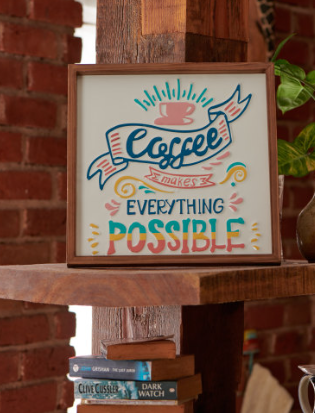 Coffee
makes
EVERYTHING
POSSIBLE
CLIVE CUSSLER
DARK
WATCH